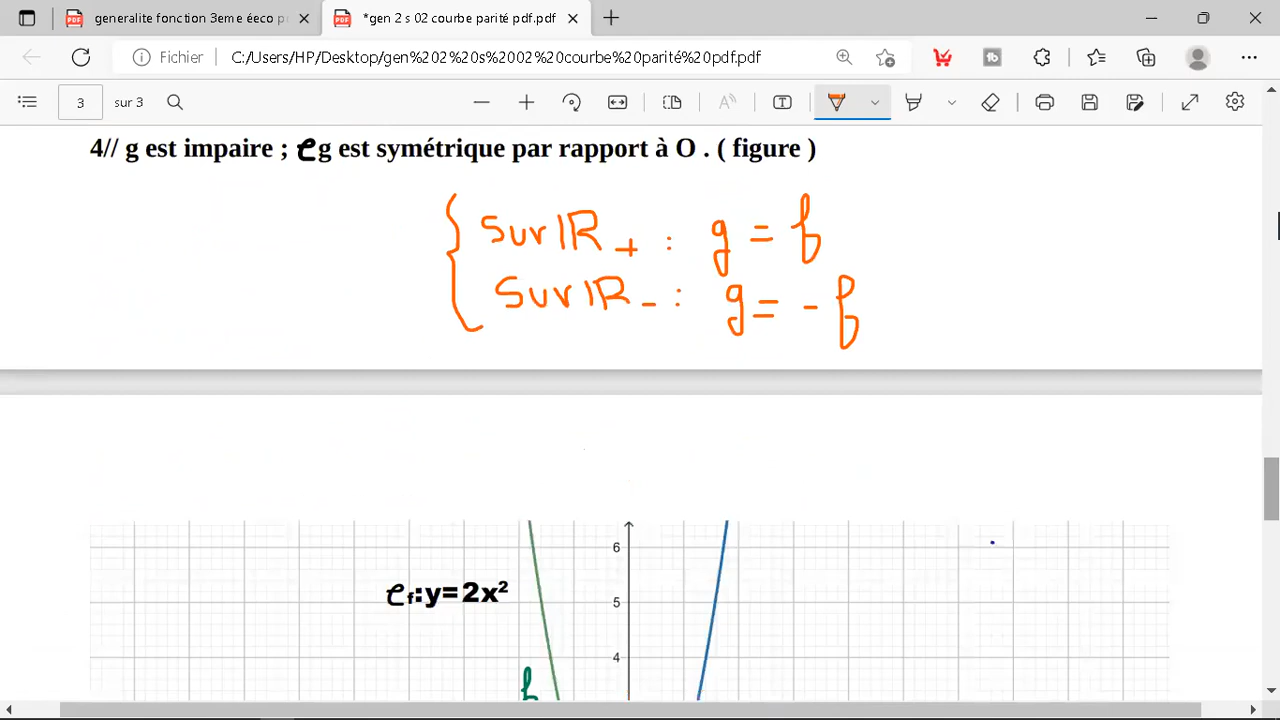 generalite fonction 3eme éeco p
*gen 2 s 02 courbe parité pdf.pdf
Fichier
C:/Users/HP/Desktop/gen%202%20s%2002%20courbe%20parité%20pdf.pdf
3
sur 3
4// g est impaire ; Cg est symétrique par rapport à O . ( figure )
Sur IR+ : g = f
Sur IR- : g = - f
6
Cf:y=2x²
5
4
f